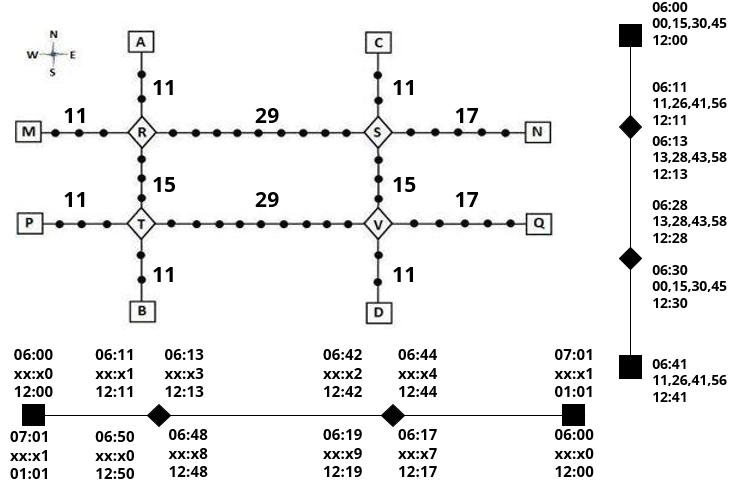 N
W E
S
A
C
11
11
M
11
R
29
S
17
N
15
15
P
11
T
29
V
17
Q
11
11
B
D
06:00
00,15,30,45
12:00
06:11
11,26,41,56
12:11
06:13
13,28,43,58
12:13
06:28
13,28,43,58
12:28
06:30
00,15,30,45
12:30
06:41
11,26,41,56
12:41
06:00 06:11 06:13 06:42 06:44 07:01
xx:x0 xx:x1 xx:x3 xx:x2 xx:x4 xx:x1
12:00 12:11 12:13 12:42 12:44 01:01
07:01 06:50 06:48 06:19 06:17 06:00
xx:x1 xx:x0 xx:x8 xx:x9 xx:x7 xx:x0
01:01 12:50 12:48 12:19 12:17 12:00